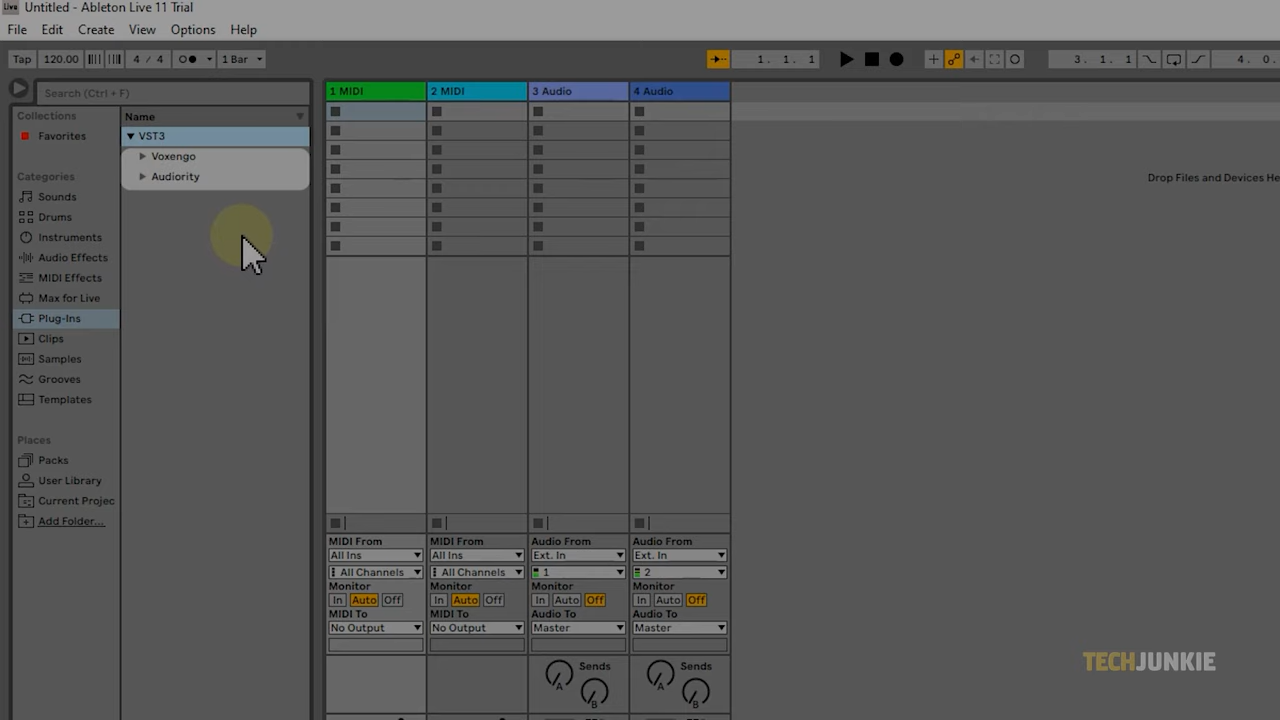 Live Untitled - Ableton Live 11 Trial
File Edit Create View Options Help
Tap 120.00 4 / 4 1 Bar 1. 1. 1 3. 1. 1 4. 0.
Search (Ctrl + F)
Collections
Favorites
Categories
Sounds
Drums
Instruments
Audio Effects
MIDI Effects
Max for Live
Plug-Ins
Clips
Samples
Grooves
Templates
Places
Packs
User Library
Current Projec
Add Folder...
Name
VST3
Voxengo
Audiority
1 MIDI 2 MIDI 3 Audio 4 Audio
Drop Files and Devices He
MIDI From MIDI From Audio From Audio From
All Ins All Ins Ext. In Ext. In
All Channels All Channels 1 2
Monitor Monitor Monitor Monitor
In Auto Off In Auto Off In Auto Off In Auto Off
MIDI To MIDI To Audio To Audio To
No Output No Output Master Master
Sends Sends
A A
B B
TECHJUNKIE